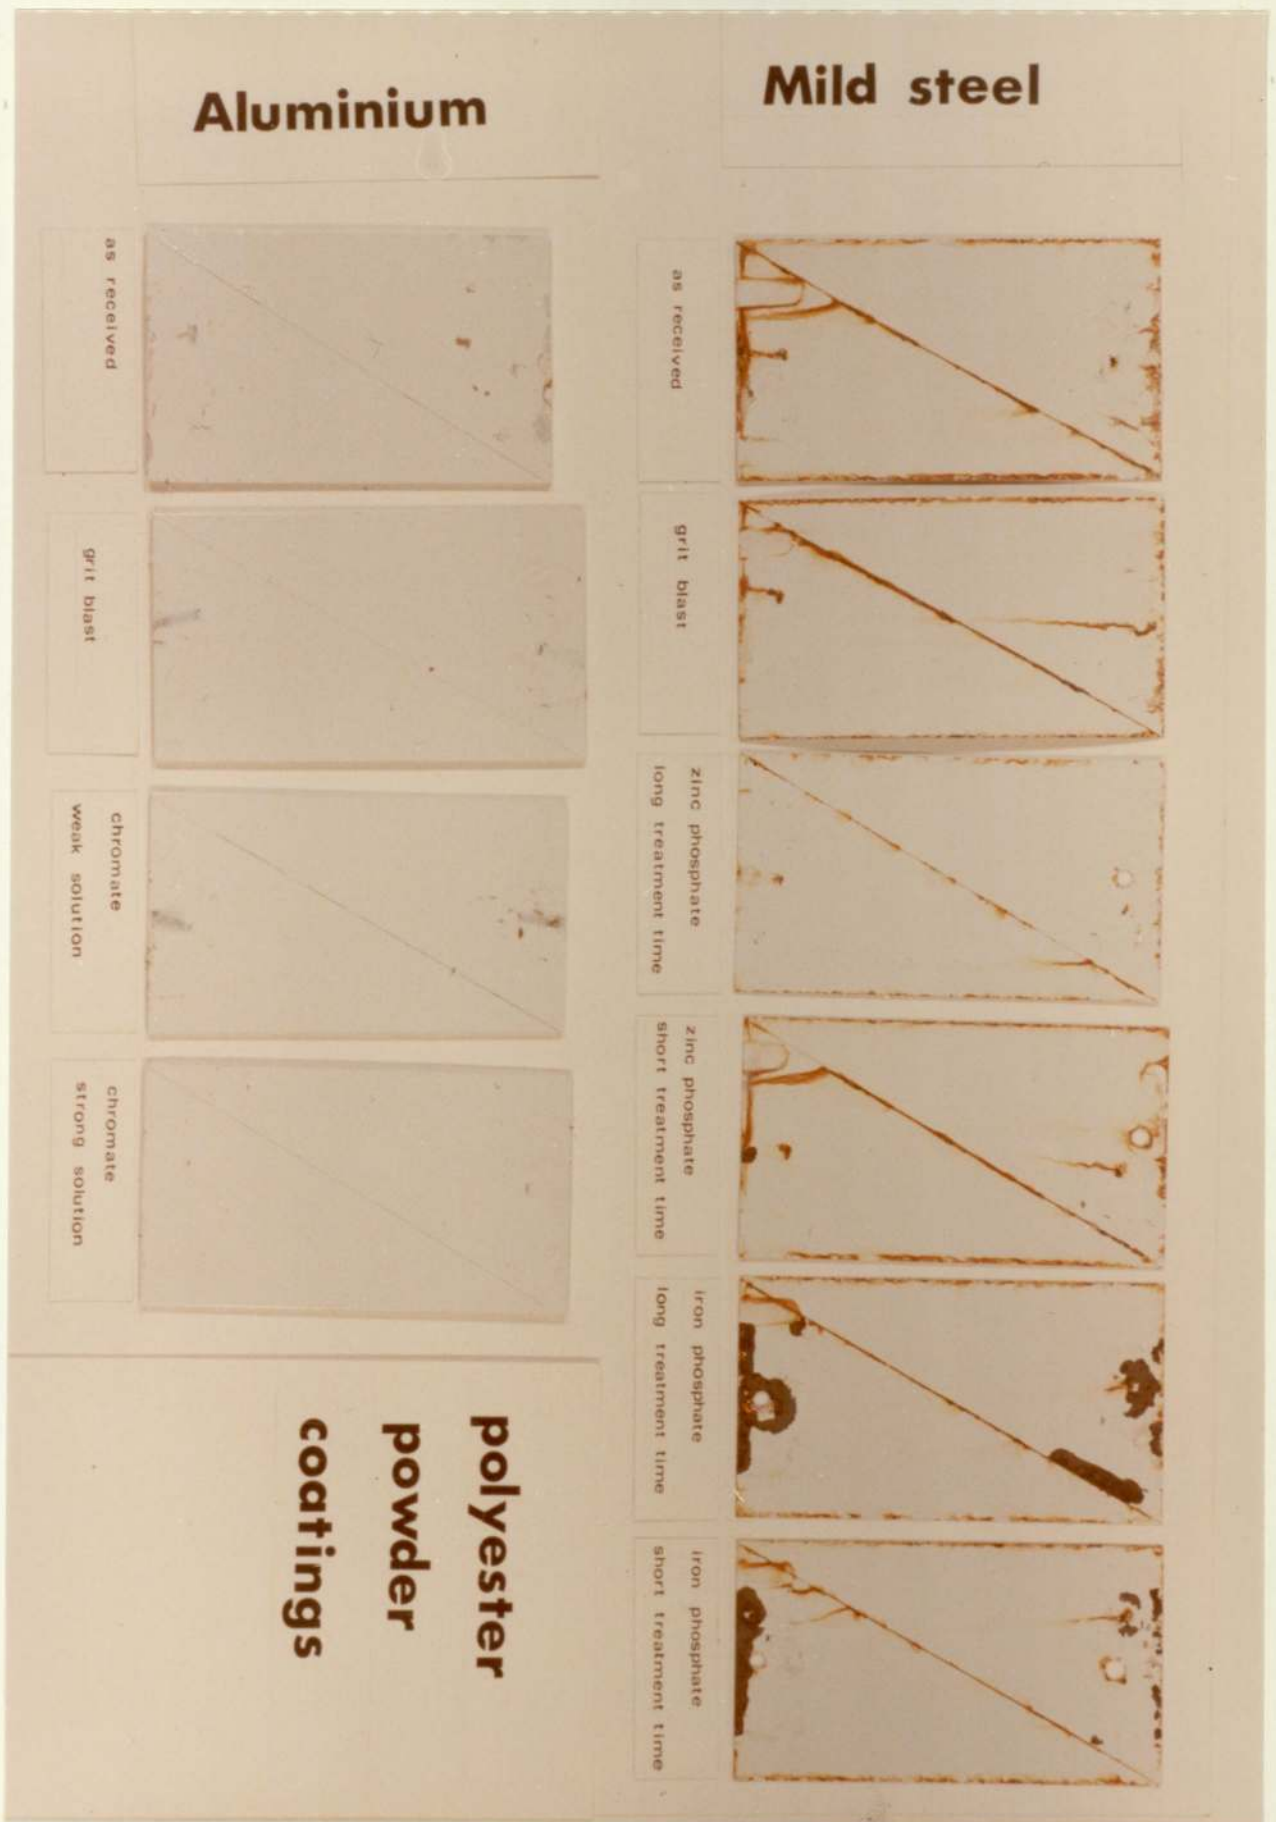 Aluminium
as received
grit blast
chromate
weak solution
chromate
strong solution
polyester
powder
coatings
Mild steel
as received
grit blast
zinc phosphate
long treatment time
zinc phosphate
short treatment time
iron phosphate
long treatment time
iron phosphate
short treatment time